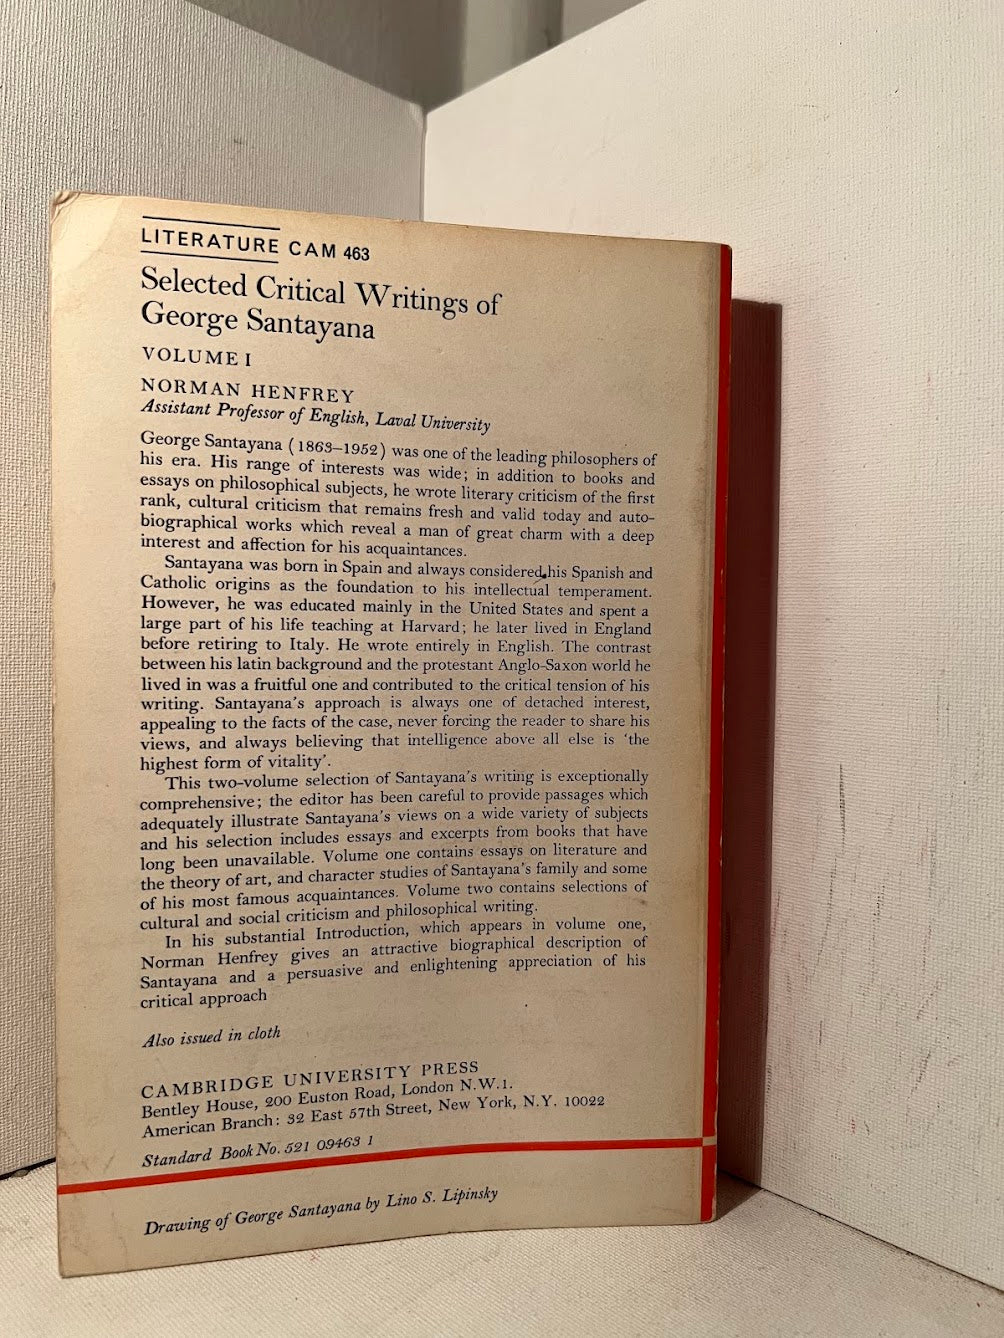 LITERATURE CAM 463
Selected Critical Writings of
George Santayana
VOLUME I
NORMAN HENFREY
Assistant Professor of English, Laval University
George Santayana (1863–1952) was one of the leading philosophers of
his era. His range of interests was wide; in addition to books and
essays on philosophical subjects, he wrote literary criticism of the first
rank, cultural criticism that remains fresh and valid today and auto-
biographical works which reveal a man of great charm with a deep
interest and affection for his acquaintances.
Santayana was born in Spain and always considered his Spanish and
Catholic origins as the foundation to his intellectual temperament.
However, he was educated mainly in the United States and spent a
large part of his life teaching at Harvard; he later lived in England
before retiring to Italy. He wrote entirely in English. The contrast
between his latin background and the protestant Anglo-Saxon world he
lived in was a fruitful one and contributed to the critical tension of his
writing. Santayana's approach is always one of detached interest,
appealing to the facts of the case, never forcing the reader to share his
views, and always believing that intelligence above all else is 'the
highest form of vitality'.
This two-volume selection of Santayana's writing is exceptionally
comprehensive; the editor has been careful to provide passages which
adequately illustrate Santayana's views on a wide variety of subjects
and his selection includes essays and excerpts from books that have
long been unavailable. Volume one contains essays on literature and
the theory of art, and character studies of Santayana's family and some
of his most famous acquaintances. Volume two contains selections of
cultural and social criticism and philosophical writing.
In his substantial Introduction, which appears in volume one,
Norman Henfrey gives an attractive biographical description of
Santayana and a persuasive and enlightening appreciation of his
critical approach
Also issued in cloth
CAMBRIDGE UNIVERSITY PRESS
Bentley House, 200 Euston Road, London N.W.1.
American Branch: 32 East 57th Street, New York, N.Y. 10022
Standard Book No. 521 09463 1
Drawing of George Santayana by Lino S. Lipinsky